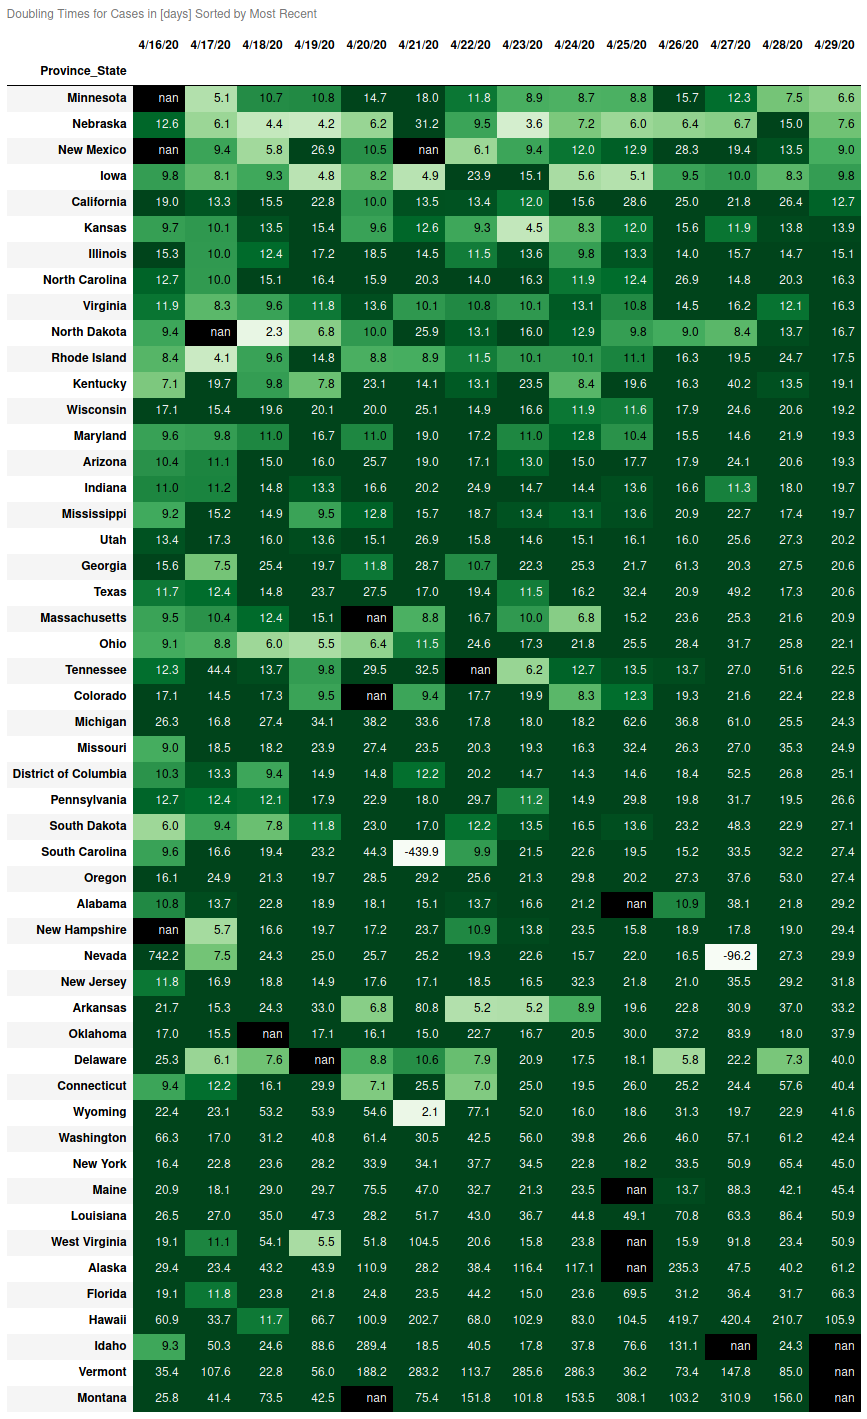 Doubling Times for Cases in [days] Sorted by Most Recent
4/16/20 4/17/20 4/18/20 4/19/20 4/20/20 4/21/20 4/22/20 4/23/20 4/24/20 4/25/20 4/26/20 4/27/20 4/28/20 4/29/20
Province_State
Minnesota nan 5.1 10.7 10.8 14.7 18.0 11.8 8.9 8.7 8.8 15.7 12.3 7.5 6.6
Nebraska 12.6 6.1 4.4 4.2 6.2 31.2 9.5 3.6 7.2 6.0 6.4 6.7 15.0 7.6
New Mexico nan 9.4 5.8 26.9 10.5 nan 6.1 9.4 12.0 12.9 28.3 19.4 13.5 9.0
Iowa 9.8 8.1 9.3 4.8 8.2 4.9 23.9 15.1 5.6 5.1 9.5 10.0 8.3 9.8
California 19.0 13.3 15.5 22.8 10.0 13.5 13.4 12.0 15.6 28.6 25.0 21.8 26.4 12.7
Kansas 9.7 10.1 13.5 15.4 9.6 12.6 9.3 4.5 8.3 12.0 15.6 11.9 13.8 13.9
Illinois 15.3 10.0 12.4 17.2 18.5 14.5 11.5 13.6 9.8 13.3 14.0 15.7 14.7 15.1
North Carolina 12.7 10.0 15.1 16.4 15.9 20.3 14.0 16.3 11.9 12.4 26.9 14.8 20.3 16.3
Virginia 11.9 8.3 9.6 11.8 13.6 10.1 10.8 10.1 13.1 10.8 14.5 16.2 12.1 16.3
North Dakota 9.4 nan 2.3 6.8 10.0 25.9 13.1 16.0 12.9 9.8 9.0 8.4 13.7 16.7
Rhode Island 8.4 4.1 9.6 14.8 8.8 8.9 11.5 10.1 10.1 11.1 16.3 19.5 24.7 17.5
Kentucky 7.1 19.7 9.8 7.8 23.1 14.1 13.1 23.5 8.4 19.6 16.3 40.2 13.5 19.1
Wisconsin 17.1 15.4 19.6 20.1 20.0 25.1 14.9 16.6 11.9 11.6 17.9 24.6 20.6 19.2
Maryland 9.6 9.8 11.0 16.7 11.0 19.0 17.2 11.0 12.8 10.4 15.5 14.6 21.9 19.3
Arizona 10.4 11.1 15.0 16.0 25.7 19.0 17.1 13.0 15.0 17.7 17.9 24.1 20.6 19.3
Indiana 11.0 11.2 14.8 13.3 16.6 20.2 24.9 14.7 14.4 13.6 16.6 11.3 18.0 19.7
Mississippi 9.2 15.2 14.9 9.5 12.8 15.7 18.7 13.4 13.1 13.6 20.9 22.7 17.4 19.7
Utah 13.4 17.3 16.0 13.6 15.1 26.9 15.8 14.6 15.1 16.1 16.0 25.6 27.3 20.2
Georgia 15.6 7.5 25.4 19.7 11.8 28.7 10.7 22.3 25.3 21.7 61.3 20.3 27.5 20.6
Texas 11.7 12.4 14.8 23.7 27.5 17.0 19.4 11.5 16.2 32.4 20.9 49.2 17.3 20.6
Massachusetts 9.5 10.4 12.4 15.1 nan 8.8 16.7 10.0 6.8 15.2 23.6 25.3 21.6 20.9
Ohio 9.1 8.8 6.0 5.5 6.4 11.5 24.6 17.3 21.8 25.5 28.4 31.7 25.8 22.1
Tennessee 12.3 44.4 13.7 9.8 29.5 32.5 nan 6.2 12.7 13.5 13.7 27.0 51.6 22.5
Colorado 17.1 14.5 17.3 9.5 nan 9.4 17.7 19.9 8.3 12.3 19.3 21.6 22.4 22.8
Michigan 26.3 16.8 27.4 34.1 38.2 33.6 17.8 18.0 18.2 62.6 36.8 61.0 25.5 24.3
Missouri 9.0 18.5 18.2 23.9 27.4 23.5 20.3 19.3 16.3 32.4 26.3 27.0 35.3 24.9
District of Columbia 10.3 13.3 9.4 14.9 14.8 12.2 20.2 14.7 14.3 14.6 18.4 52.5 26.8 25.1
Pennsylvania 12.7 12.4 12.1 17.9 22.9 18.0 29.7 11.2 14.9 29.8 19.8 31.7 19.5 26.6
South Dakota 6.0 9.4 7.8 11.8 23.0 17.0 12.2 13.5 16.5 13.6 23.2 48.3 22.9 27.1
South Carolina 9.6 16.6 19.4 23.2 44.3 -439.9 9.9 21.5 22.6 19.5 15.2 33.5 32.2 27.4
Oregon 16.1 24.9 21.3 19.7 28.5 29.2 25.6 21.3 29.8 20.2 27.3 37.6 53.0 27.4
Alabama 10.8 13.7 22.8 18.9 18.1 15.1 13.7 16.6 21.2 nan 10.9 38.1 21.8 29.2
New Hampshire nan 5.7 16.6 19.7 17.2 23.7 10.9 13.8 23.5 15.8 18.9 17.8 19.0 29.4
Nevada 742.2 7.5 24.3 25.0 25.7 25.2 19.3 22.6 15.7 22.0 16.5 -96.2 27.3 29.9
New Jersey 11.8 16.9 18.8 14.9 17.6 17.1 18.5 16.5 32.3 21.8 21.0 35.5 29.2 31.8
Arkansas 21.7 15.3 24.3 33.0 6.8 80.8 5.2 5.2 8.9 19.6 22.8 30.9 37.0 33.2
Oklahoma 17.0 15.5 nan 17.1 16.1 15.0 22.7 16.7 20.5 30.0 37.2 83.9 18.0 37.9
Delaware 25.3 6.1 7.6 nan 8.8 10.6 7.9 20.9 17.5 18.1 5.8 22.2 7.3 40.0
Connecticut 9.4 12.2 16.1 29.9 7.1 25.5 7.0 25.0 19.5 26.0 25.2 24.4 57.6 40.4
Wyoming 22.4 23.1 53.2 53.9 54.6 2.1 77.1 52.0 16.0 18.6 31.3 19.7 22.9 41.6
Washington 66.3 17.0 31.2 40.8 61.4 30.5 42.5 56.0 39.8 26.6 46.0 57.1 61.2 42.4
New York 16.4 22.8 23.6 28.2 33.9 34.1 37.7 34.5 22.8 18.2 33.5 50.9 65.4 45.0
Maine 20.9 18.1 29.0 29.7 75.5 47.0 32.7 21.3 23.5 nan 13.7 88.3 42.1 45.4
Louisiana 26.5 27.0 35.0 47.3 28.2 51.7 43.0 36.7 44.8 49.1 70.8 63.3 86.4 50.9
West Virginia 19.1 11.1 54.1 5.5 51.8 104.5 20.6 15.8 23.8 nan 15.9 91.8 23.4 50.9
Alaska 29.4 23.4 43.2 43.9 110.9 28.2 38.4 116.4 117.1 nan 235.3 47.5 40.2 61.2
Florida 19.1 11.8 23.8 21.8 24.8 23.5 44.2 15.0 23.6 69.5 31.2 36.4 31.7 66.3
Hawaii 60.9 33.7 11.7 66.7 100.9 202.7 68.0 102.9 83.0 104.5 419.7 420.4 210.7 105.9
Idaho 9.3 50.3 24.6 88.6 289.4 18.5 40.5 17.8 37.8 76.6 131.1 nan 24.3 nan
Vermont 35.4 107.6 22.8 56.0 188.2 283.2 113.7 285.6 286.3 36.2 73.4 147.8 85.0 nan
Montana 25.8 41.4 73.5 42.5 nan 75.4 151.8 101.8 153.5 308.1 103.2 310.9 156.0 nan